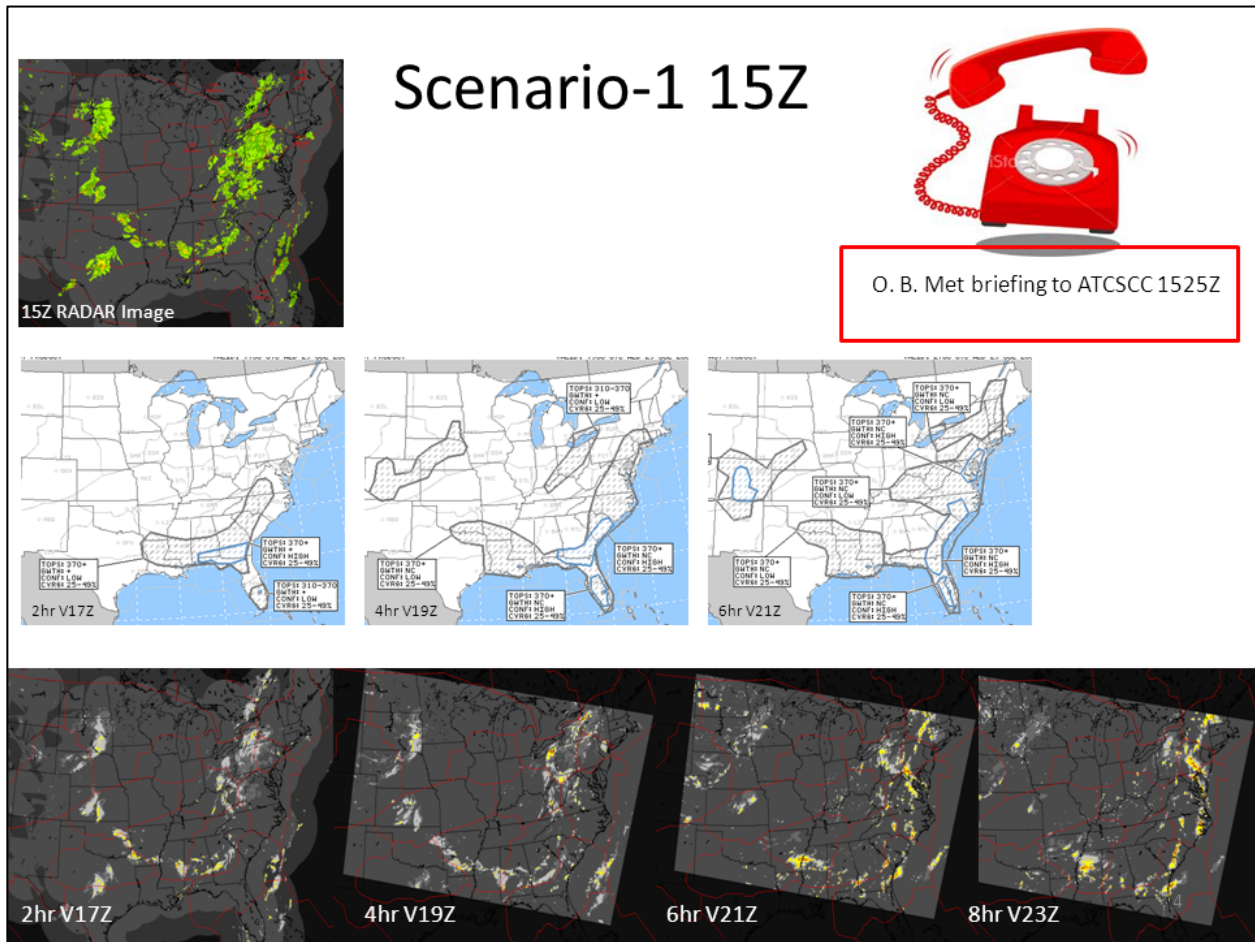 Scenario-1 15Z
15Z RADAR Image
iStock
O. B. Met briefing to ATCSCC 1525Z
TOPS: 370+
GWTH: +
CONF: LOW
CVRG: 25-49%
TOPS: 370+
GWTH: +
CONF: HIGH
CVRG: 25-49%
TOPS: 310-370
GWTH: +
CONF: LOW
CVRG: 25-49%
2hr V17Z
TOPS: 310-370
GWTH: +
CONF: LOW
CVRG: 25-49%
TOPS: 370+
GWTH: NC
CONF: LOW
CVRG: 25-49%
TOPS: 370+
GWTH: NC
CONF: HIGH
CVRG: 25-49%
TOPS: 370+
GWTH: NC
CONF: HIGH
CVRG: 25-49%
4hr V19Z
TOPS: 370+
GWTH: NC
CONF: LOW
CVRG: 25-49%
TOPS: 370+
GWTH: NC
CONF: HIGH
CVRG: 25-49%
TOPS: 370+
GWTH: NC
CONF: LOW
CVRG: 25-49%
TOPS: 370+
GWTH: NC
CONF: HIGH
CVRG: 25-49%
TOPS: 370+
GWTH: NC
CONF: LOW
CVRG: 25-49%
TOPS: 370+
GWTH: NC
CONF: HIGH
CVRG: 25-49%
6hr V21Z
2hr V17Z
4hr V19Z
6hr V21Z
8hr V23Z
4